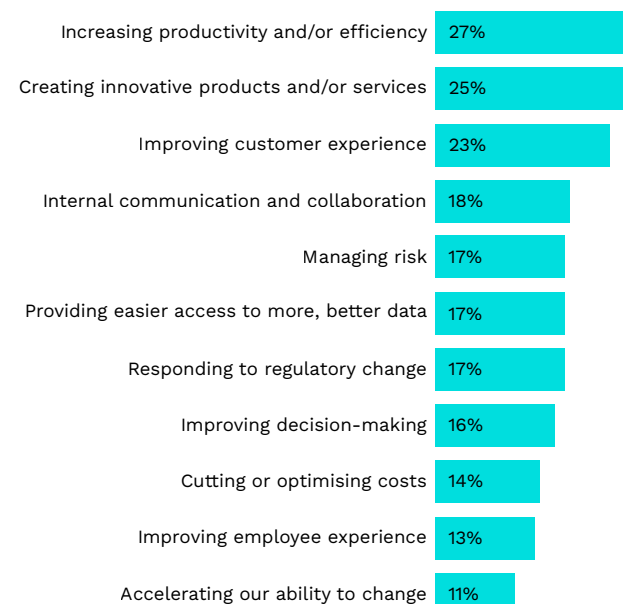 Increasing productivity and/or efficiency 27%
Creating innovative products and/or services 25%
Improving customer experience 23%
Internal communication and collaboration 18%
Managing risk 17%
Providing easier access to more, better data 17%
Responding to regulatory change 17%
Improving decision-making 16%
Cutting or optimising costs 14%
Improving employee experience 13%
Accelerating our ability to change 11%